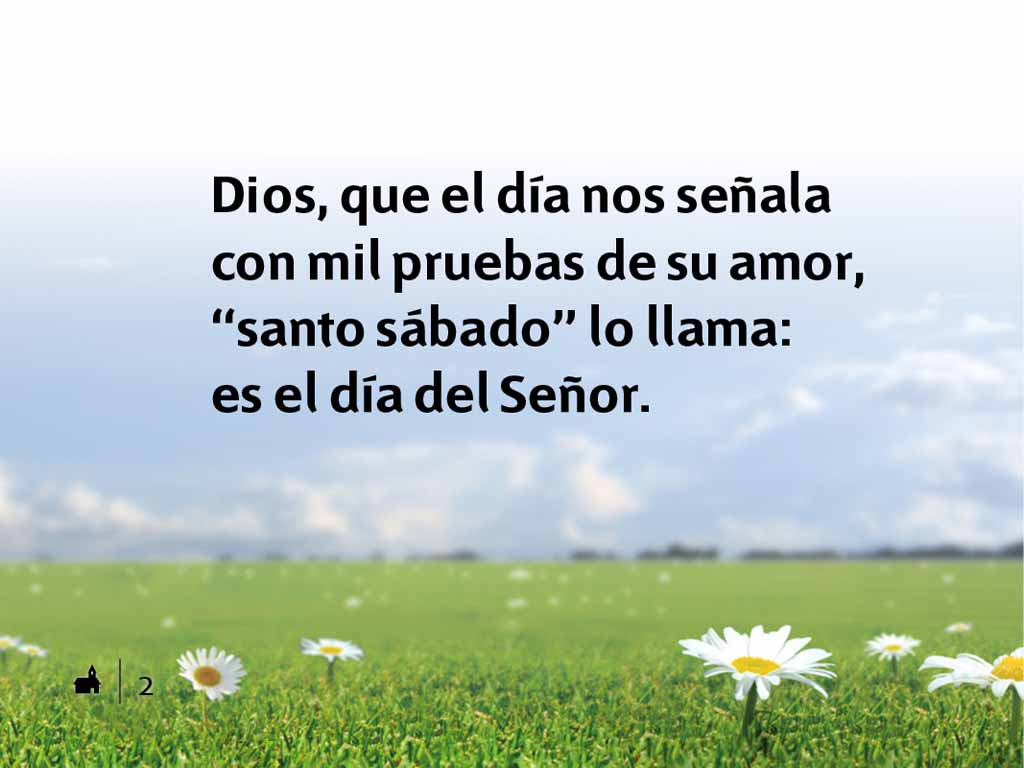 Dios, que el día nos señala
con mil pruebas de su amor,
“santo sábado” lo llama:
es el día del Señor.
2